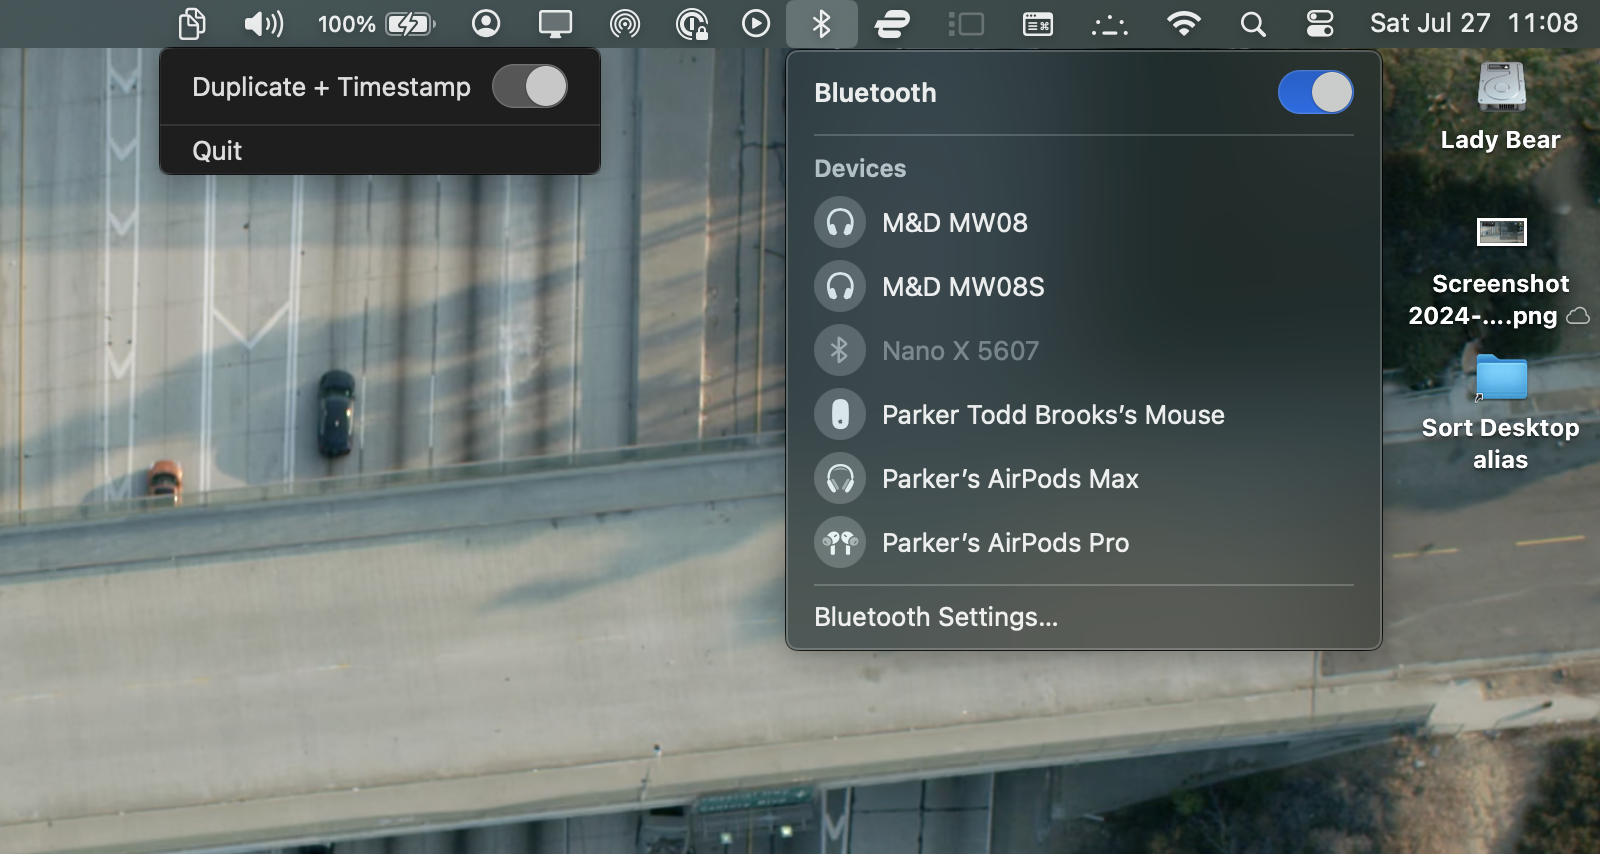 100%
Sat Jul 27 11:08
Duplicate + Timestamp
Quit
Bluetooth
Devices
M&D MW08
M&D MW08S
Nano X 5607
Parker Todd Brooks’s Mouse
Parker’s AirPods Max
Parker’s AirPods Pro
Bluetooth Settings...
Lady Bear
Screenshot
2024-....png
Sort Desktop
alias